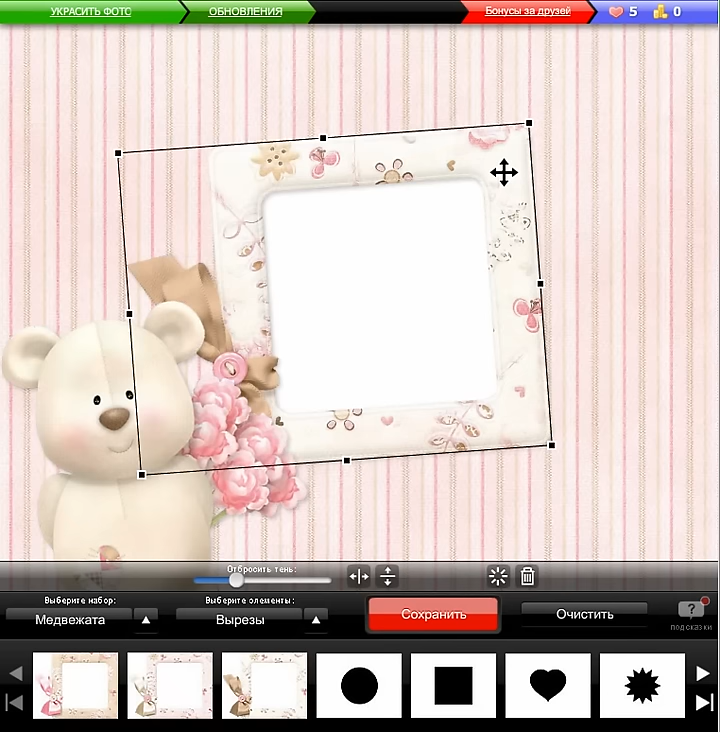 УКРАСИТЬ ФОТО
ОБНОВЛЕНИЯ
Бонусы за друзей
5
0
Отбросить тень:
Выберите набор:
Выберите элементы:
Медвежата
Вырезы
Сохранить
Очистить
?
подсказки